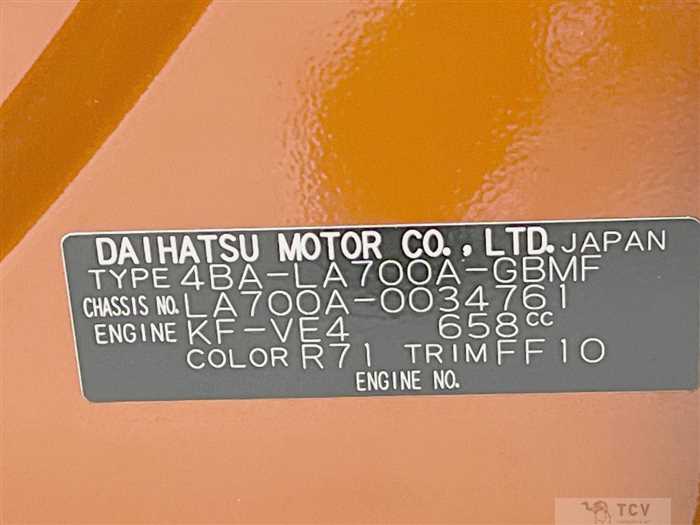 DAIHATSU MOTOR CO., LTD. JAPAN
TYPE 4BA-LA700A-GBMF
CHASSIS NO. LA700A-0034761
ENGINE KF-VE4 658cc
COLOR R71 TRIM FF10
ENGINE NO.
TCV